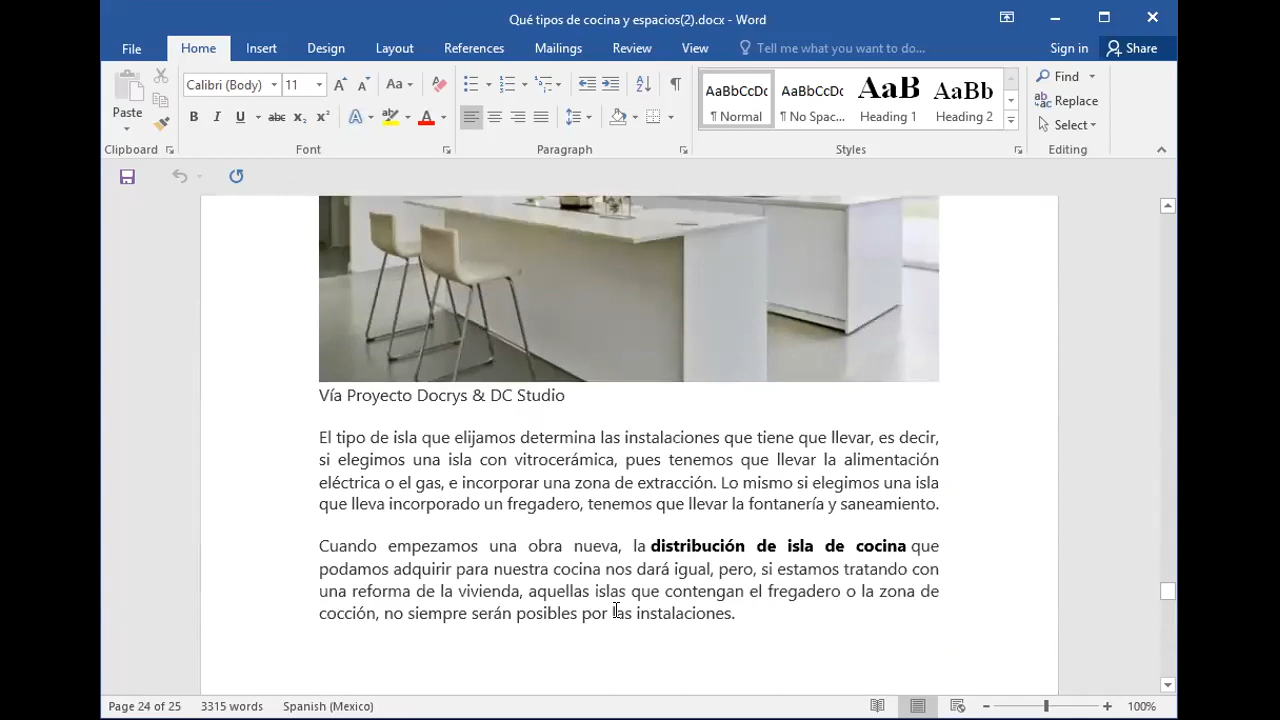 Qué tipos de cocina y espacios(2).docx - Word
File Home Insert Design Layout References Mailings Review View Tell me what you want to do... Sign in Share
Paste
Calibri (Body) 11 Aa
B I U abc x₂ x² A A
AaBbCcDc AaBbCcDc AaB AaBb
¶ Normal ¶ No Spac... Heading 1 Heading 2
Find
Replace
Select
Clipboard Font Paragraph Styles Editing
Vía Proyecto Docrys & DC Studio
El tipo de isla que elijamos determina las instalaciones que tiene que llevar, es decir,
si elegimos una isla con vitrocerámica, pues tenemos que llevar la alimentación
eléctrica o el gas, e incorporar una zona de extracción. Lo mismo si elegimos una isla
que lleva incorporado un fregadero, tenemos que llevar la fontanería y saneamiento.
Cuando empezamos una obra nueva, la distribución de isla de cocina que
podamos adquirir para nuestra cocina nos dará igual, pero, si estamos tratando con
una reforma de la vivienda, aquellas islas que contengan el fregadero o la zona de
cocción, no siempre serán posibles por las instalaciones.
Page 24 of 25 3315 words Spanish (Mexico) 100%